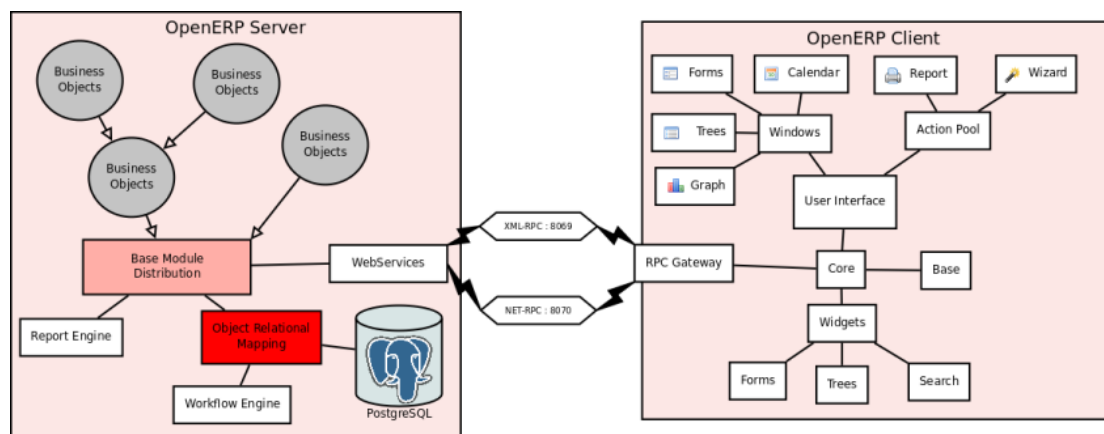 OpenERP Server
Business
Objects
Business
Objects
Business
Objects
Business
Objects
Base Module
Distribution
WebServices
Report Engine
Object Relational
Mapping
Workflow Engine
PostgreSQL
XML-RPC : 8069
NET-RPC : 8070
OpenERP Client
Forms
Calendar
Report
Wizard
Trees
Windows
Action Pool
Graph
User Interface
RPC Gateway
Core
Base
Widgets
Forms
Trees
Search